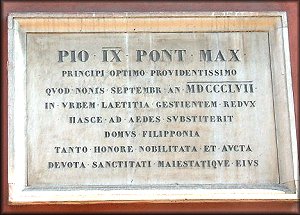 PIO · IX · PONT · MAX ·
PRINCIPI · OPTIMO · PROVIDENTISSIMO
QVOD · NONIS · SEPTEMBR · AN · MDCCCLVII
IN · VRBEM · LAETITIA · GESTIENTEM · REDVX
HASCE · AD · AEDES · SVBSTITERIT
DOMVS · FILIPPONIA
TANTO · HONORE · NOBILITATA · ET · AVCTA
DEVOTA · SANCTITATI · MAIESTATIQVE · EIVS